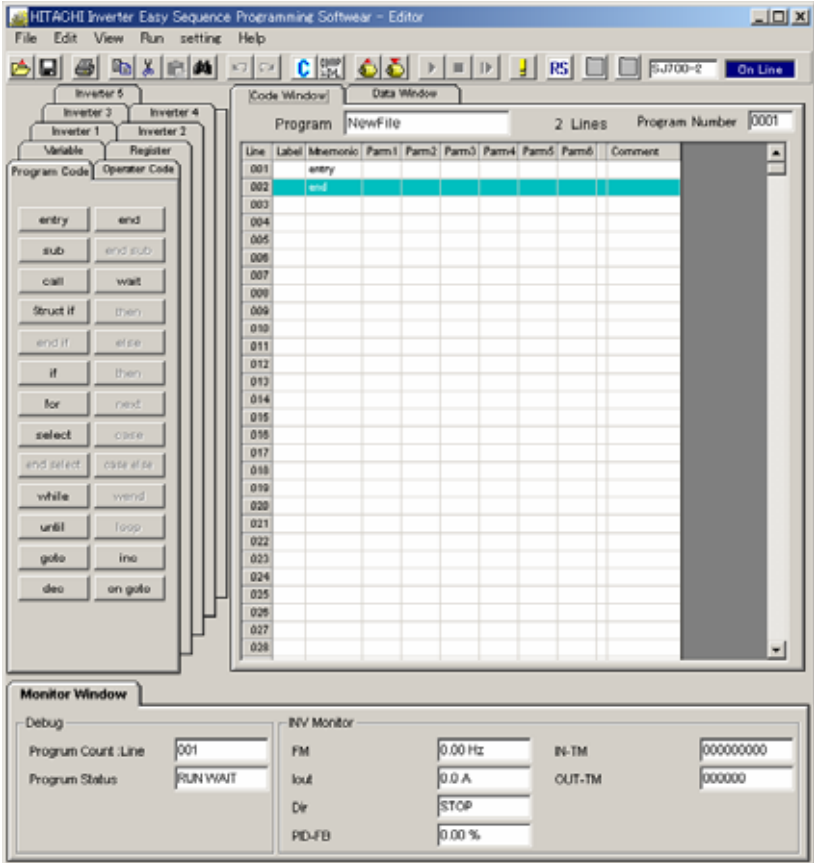 HITACHI Inverter Easy Sequence Programming Softwear - Editor
File Edit View Run setting Help
C COMP +D/L RS SJ700-2 On Line
Inverter 5
Inverter 3 Inverter 4
Inverter 1 Inverter 2
Variable Register
Program Code Operater Code
entry end
sub end sub
call wait
Struct if then
end if else
if then
for next
select case
end select case else
while wend
until loop
goto inc
dec on goto
Code Window Data Window
Program NewFile 2 Lines Program Number 0001
Line Label Mnemonic Parm1 Parm2 Parm3 Parm4 Parm5 Parm6 Comment
001 entry
002 end
003
004
005
006
007
008
009
010
011
012
013
014
015
016
017
018
019
020
021
022
023
024
025
026
027
028
Monitor Window
Debug
Progrum Count :Line 001
Progrum Status RUN WAIT
INV Monitor
FM 0.00 Hz IN-TM 000000000
Iout 0.0 A OUT-TM 000000
Dir STOP
PID-FB 0.00 %